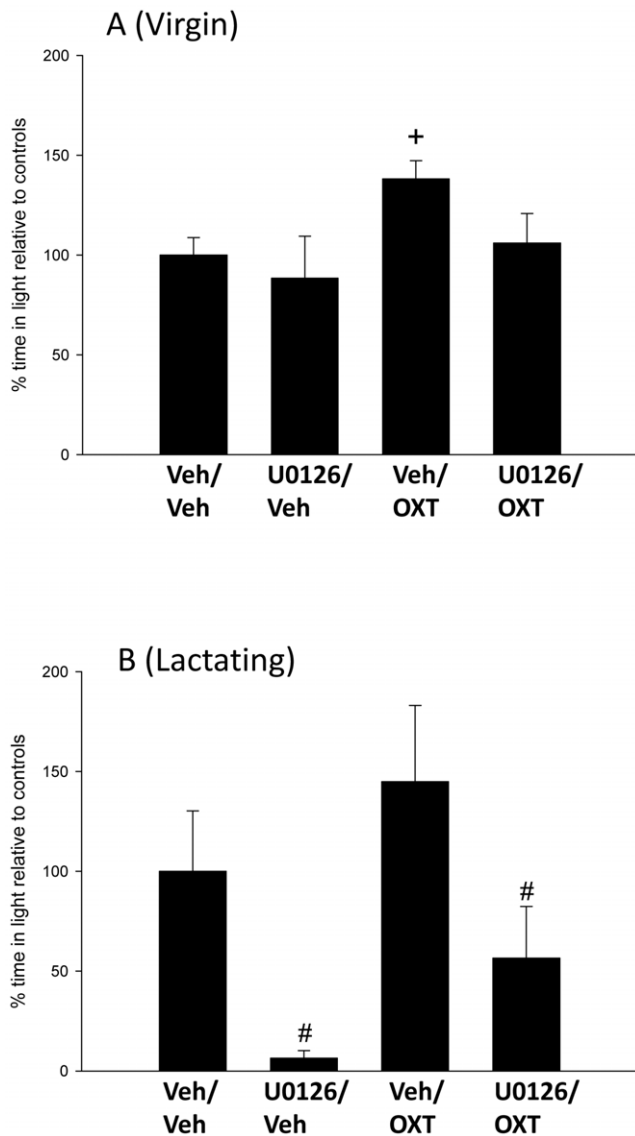 A (Virgin)
% time in light relative to controls
200
150
100
50
0
+
Veh/ U0126/ Veh/ U0126/
Veh Veh OXT OXT
B (Lactating)
% time in light relative to controls
200
150
100
50
0
#
#
Veh/ U0126/ Veh/ U0126/
Veh Veh OXT OXT